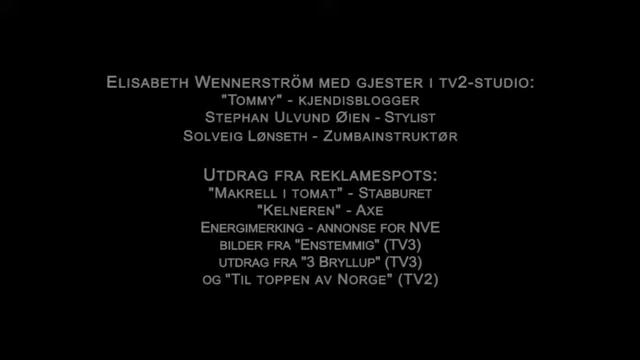 Elisabeth Wennerström med gjester i tv2-studio:
"Tommy" - kjendisblogger
Stephan Ulvund Øien - Stylist
Solveig Lønseth - Zumbainstruktør
Utdrag fra reklamespots:
"Makrell i tomat" - Stabburet
"Kelneren" - Axe
Energimerking - annonse for NVE
bilder fra "Enstemmig" (TV3)
utdrag fra "3 Bryllup" (TV3)
og "Til toppen av Norge" (TV2)